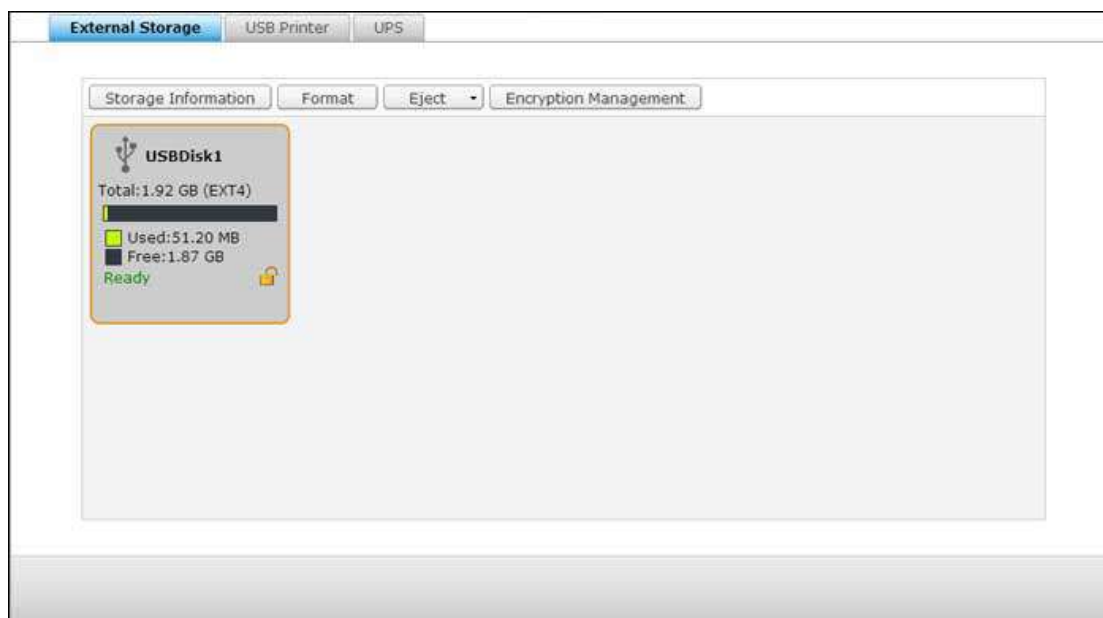 External Storage USB Printer UPS
Storage Information Format Eject Encryption Management
USBDisk1
Total:1.92 GB (EXT4)
Used:51.20 MB
Free:1.87 GB
Ready